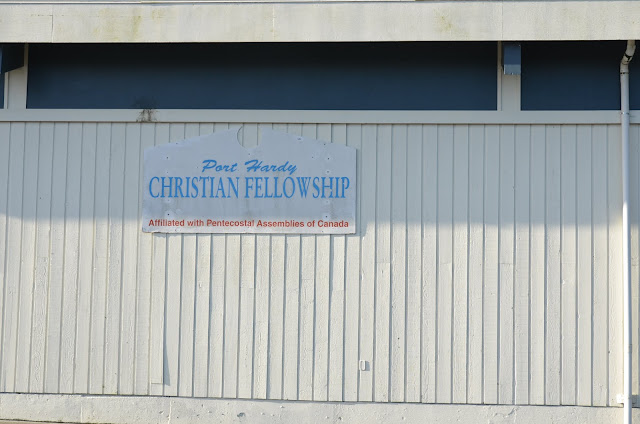 Port Hardy
CHRISTIAN FELLOWSHIP
Affiliated with Pentecostal Assemblies of Canada